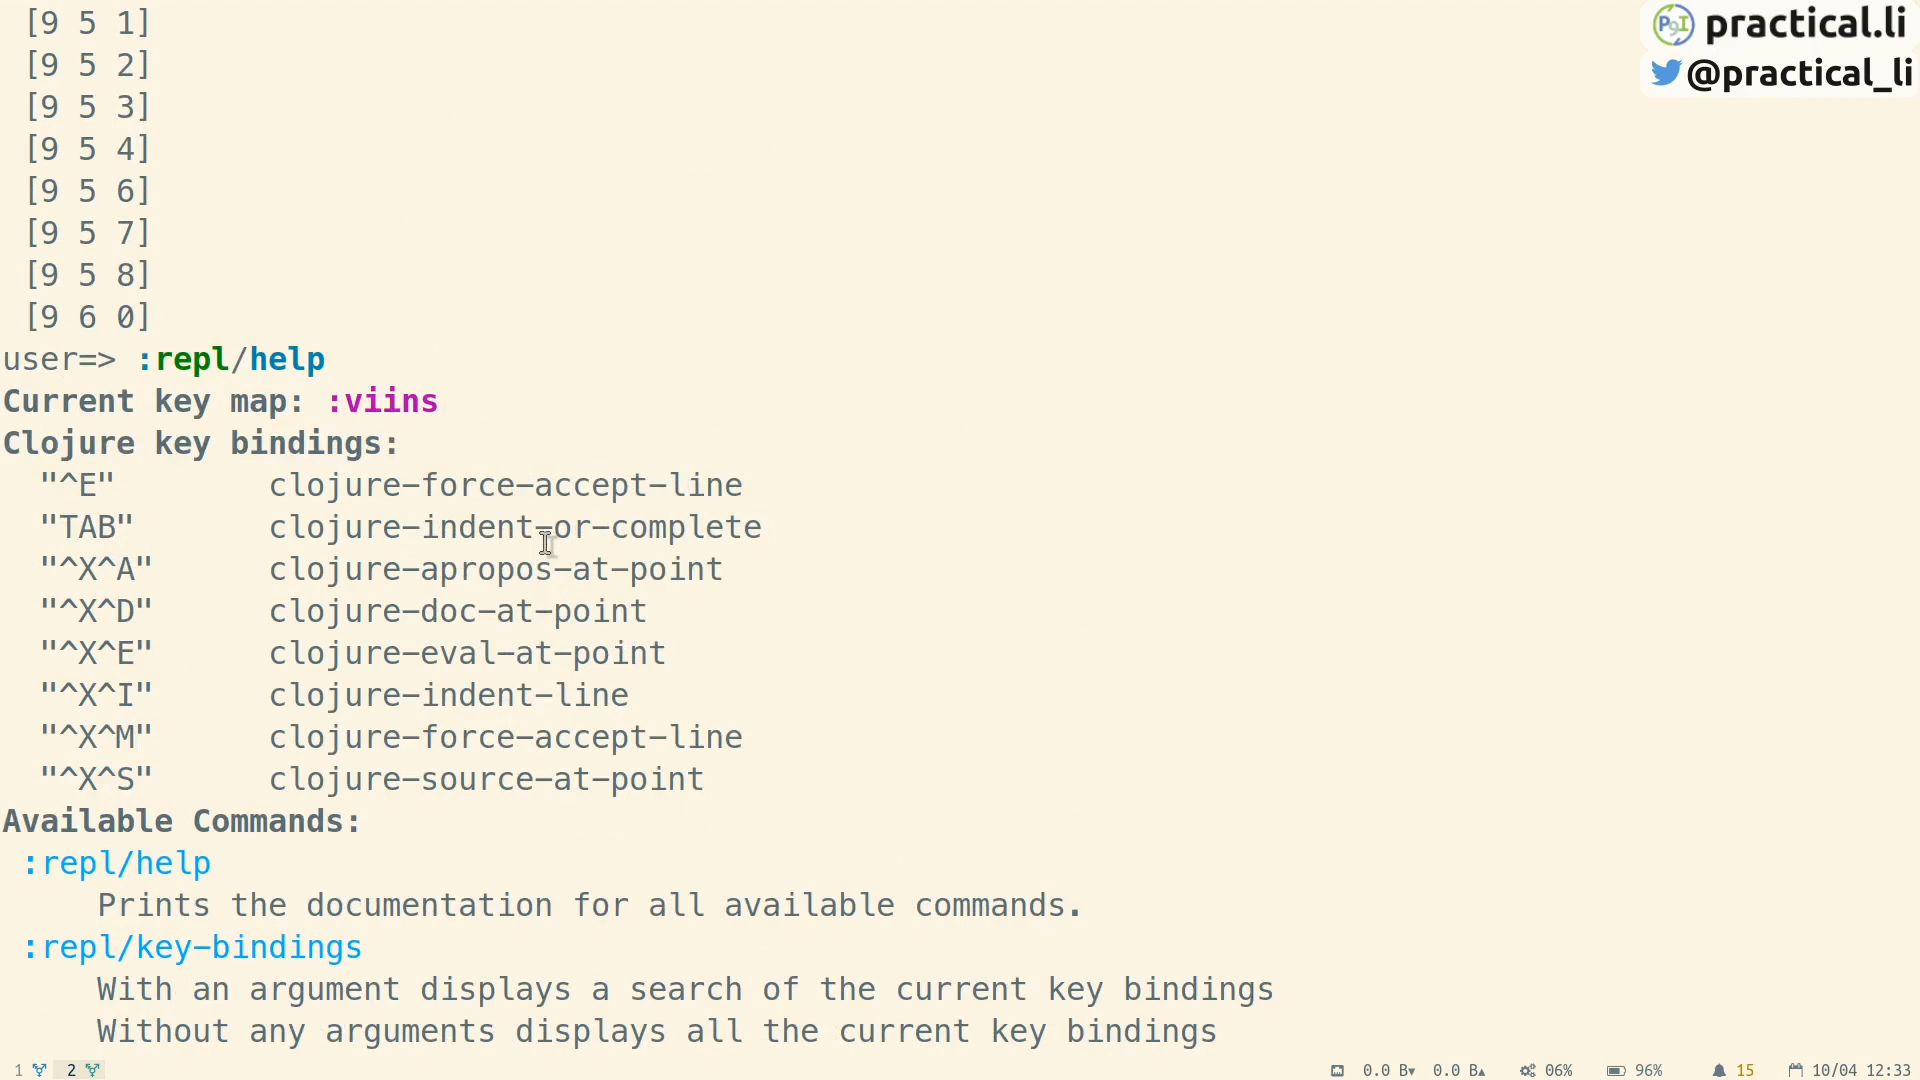 [9 5 1]
[9 5 2]
[9 5 3]
[9 5 4]
[9 5 6]
[9 5 7]
[9 5 8]
[9 6 0]
user=> :repl/help
Current key map: :viins
Clojure key bindings:
"^E" clojure-force-accept-line
"TAB" clojure-indent-or-complete
"^X^A" clojure-apropos-at-point
"^X^D" clojure-doc-at-point
"^X^E" clojure-eval-at-point
"^X^I" clojure-indent-line
"^X^M" clojure-force-accept-line
"^X^S" clojure-source-at-point
Available Commands:
:repl/help
Prints the documentation for all available commands.
:repl/key-bindings
With an argument displays a search of the current key bindings
Without any arguments displays all the current key bindings
practical.li
@practical_li
1 2 0.0 B▾ 0.0 B▴ 06% 96% 15 10/04 12:33